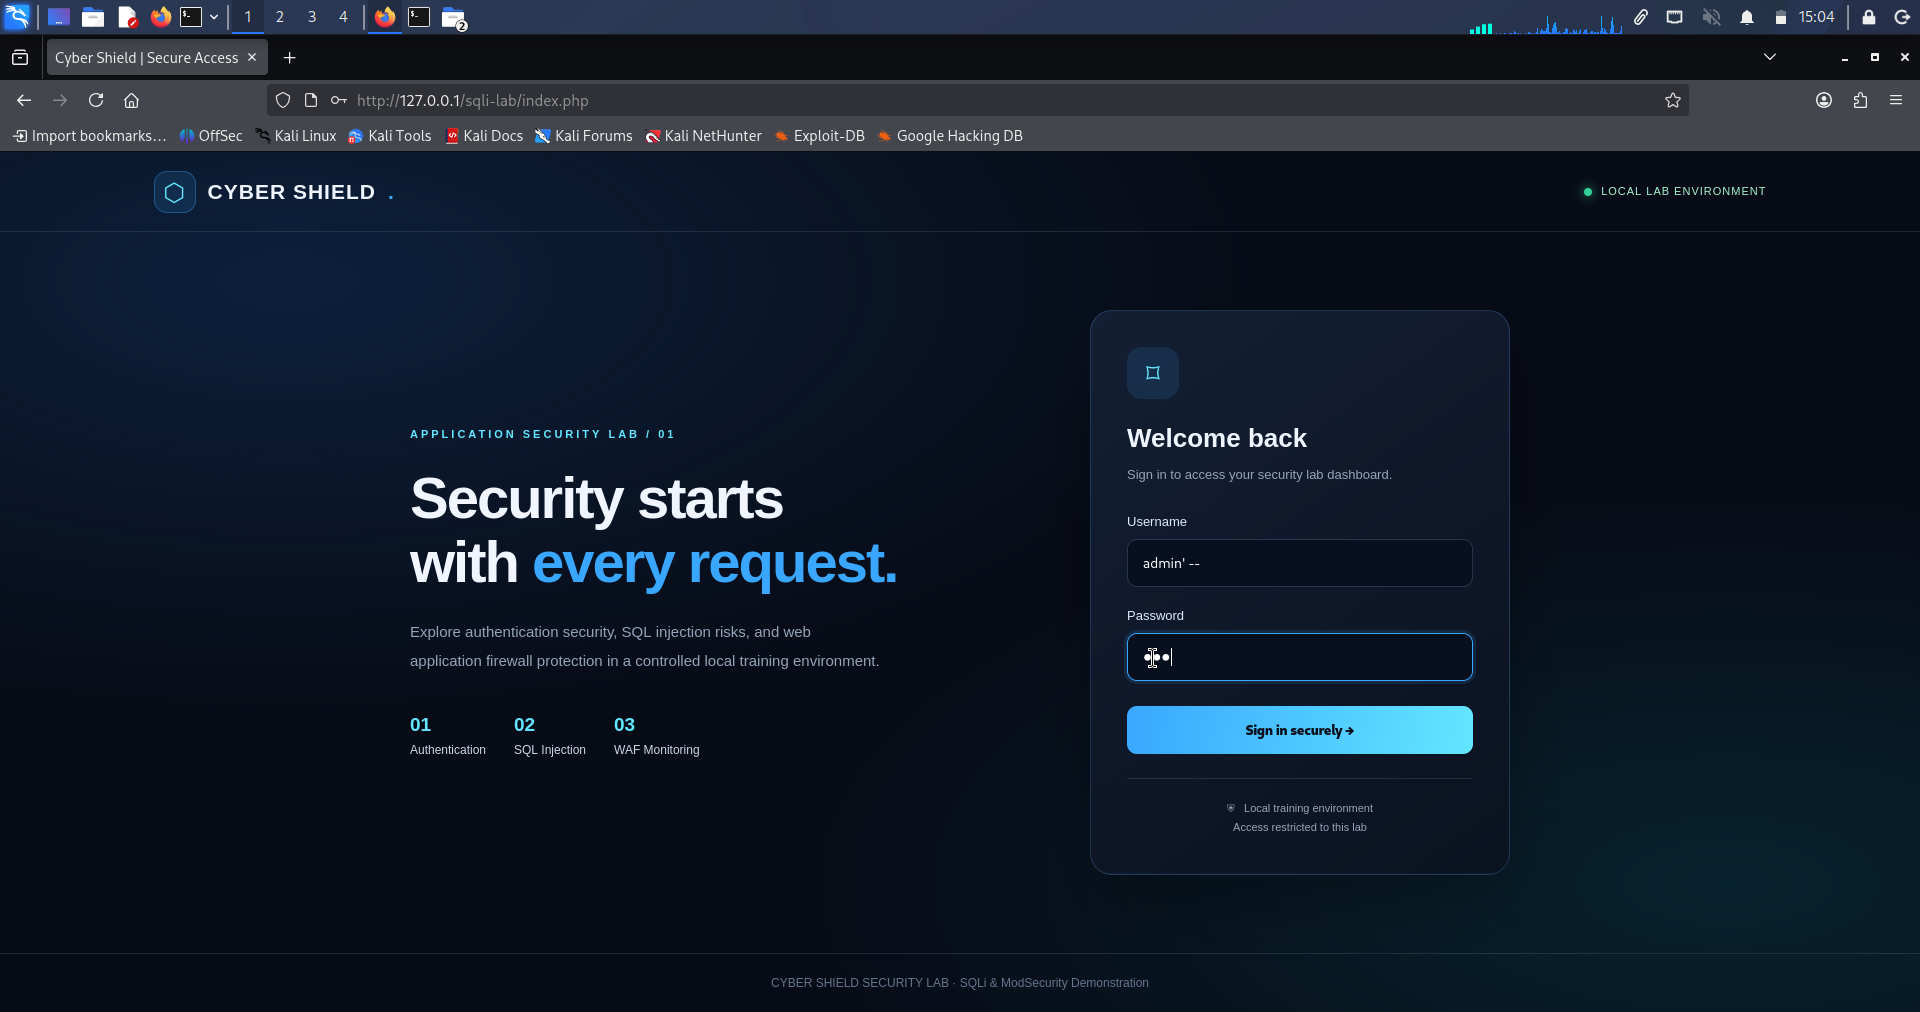 1 2 3 4 2 15:04
Cyber Shield | Secure Access
http://127.0.0.1/sqli-lab/index.php
Import bookmarks... OffSec Kali Linux Kali Tools Kali Docs Kali Forums Kali NetHunter Exploit-DB Google Hacking DB
CYBER SHIELD .
LOCAL LAB ENVIRONMENT
APPLICATION SECURITY LAB / 01
Security starts
with every request.
Explore authentication security, SQL injection risks, and web
application firewall protection in a controlled local training environment.
01 02 03
Authentication SQL Injection WAF Monitoring
Welcome back
Sign in to access your security lab dashboard.
Username
admin' --
Password
Sign in securely →
Local training environment
Access restricted to this lab
CYBER SHIELD SECURITY LAB · SQLi & ModSecurity Demonstration